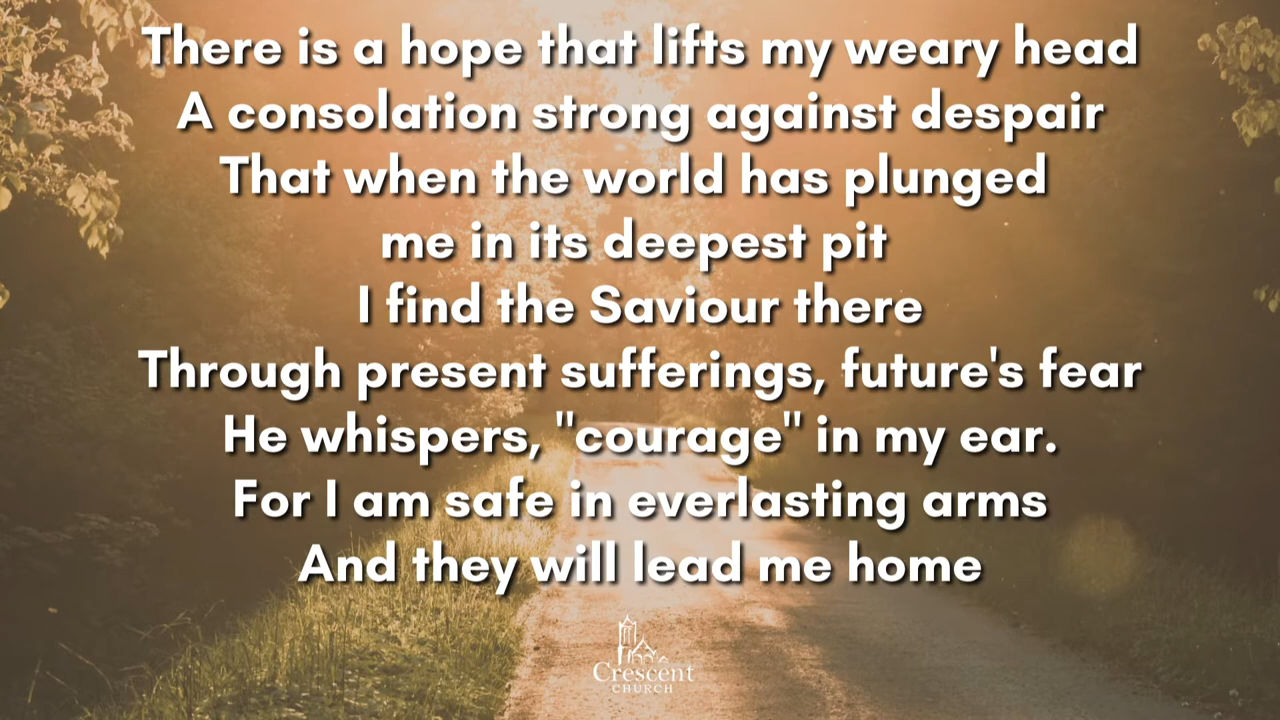 There is a hope that lifts my weary head
A consolation strong against despair
That when the world has plunged
me in its deepest pit
I find the Saviour there
Through present sufferings, future's fear
He whispers, "courage" in my ear.
For I am safe in everlasting arms
And they will lead me home
Crescent
CHURCH